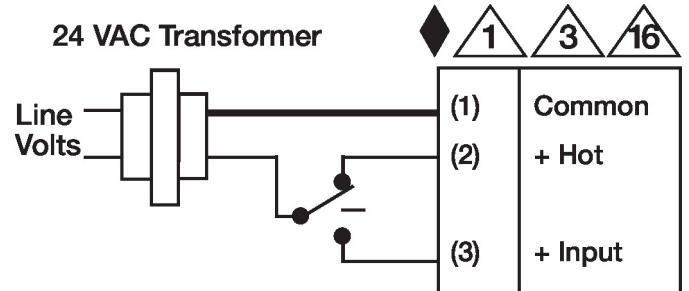 24 VAC Transformer
1 3 16
Line
Volts
(1) Common
(2) + Hot
(3) + Input